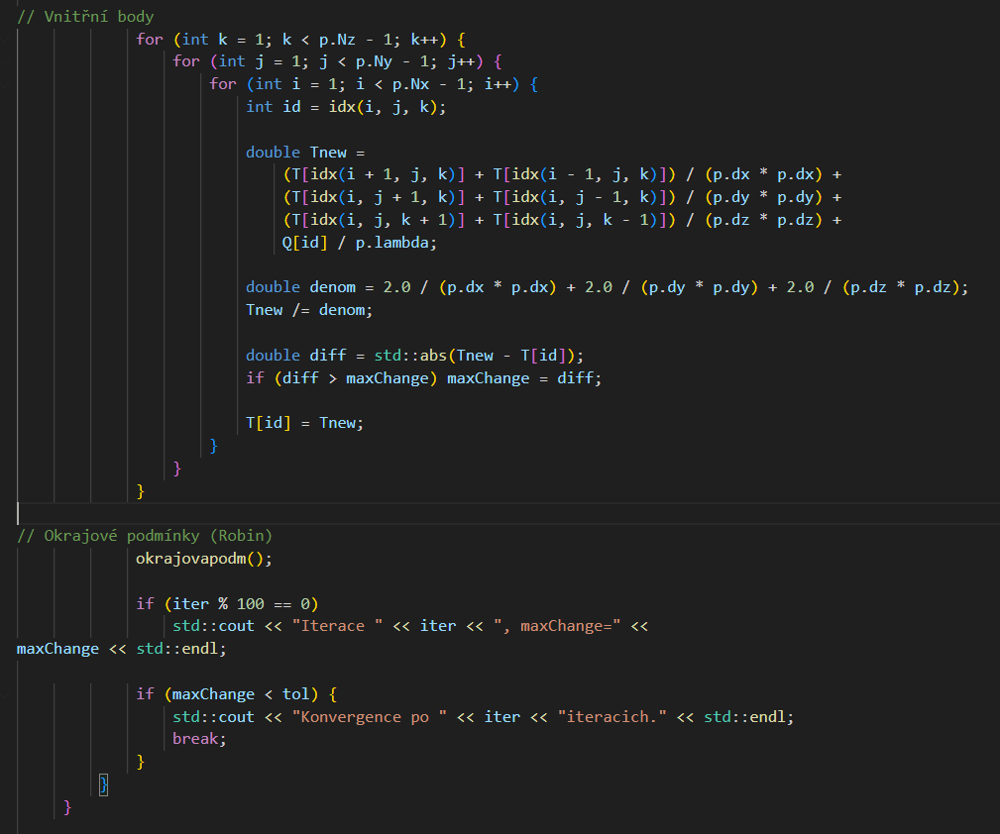 // Vnitřní body
for (int k = 1; k < p.Nz - 1; k++) {
for (int j = 1; j < p.Ny - 1; j++) {
for (int i = 1; i < p.Nx - 1; i++) {
int id = idx(i, j, k);
double Tnew =
(T[idx(i + 1, j, k)] + T[idx(i - 1, j, k)]) / (p.dx * p.dx) +
(T[idx(i, j + 1, k)] + T[idx(i, j - 1, k)]) / (p.dy * p.dy) +
(T[idx(i, j, k + 1)] + T[idx(i, j, k - 1)]) / (p.dz * p.dz) +
Q[id] / p.lambda;
double denom = 2.0 / (p.dx * p.dx) + 2.0 / (p.dy * p.dy) + 2.0 / (p.dz * p.dz);
Tnew /= denom;
double diff = std::abs(Tnew - T[id]);
if (diff > maxChange) maxChange = diff;
T[id] = Tnew;
}
}
}
// Okrajové podmínky (Robin)
okrajovapodm();
if (iter % 100 == 0)
std::cout << "Iterace " << iter << ", maxChange=" <<
maxChange << std::endl;
if (maxChange < tol) {
std::cout << "Konvergence po " << iter << "iteracich." << std::endl;
break;
}
}
}